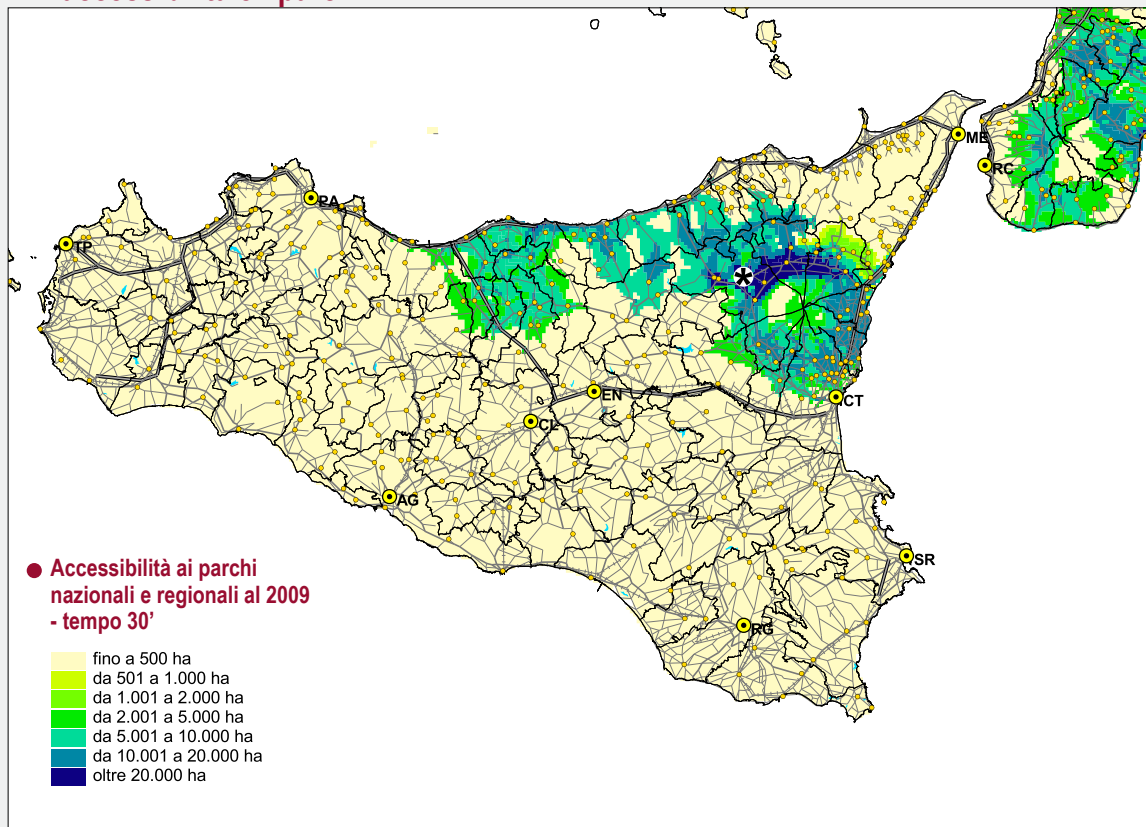 ME
RC
PA
TP
*
EN
CT
CL
AG
SR
RG
Accessibilità ai parchi
nazionali e regionali al 2009
- tempo 30’
fino a 500 ha
da 501 a 1.000 ha
da 1.001 a 2.000 ha
da 2.001 a 5.000 ha
da 5.001 a 10.000 ha
da 10.001 a 20.000 ha
oltre 20.000 ha